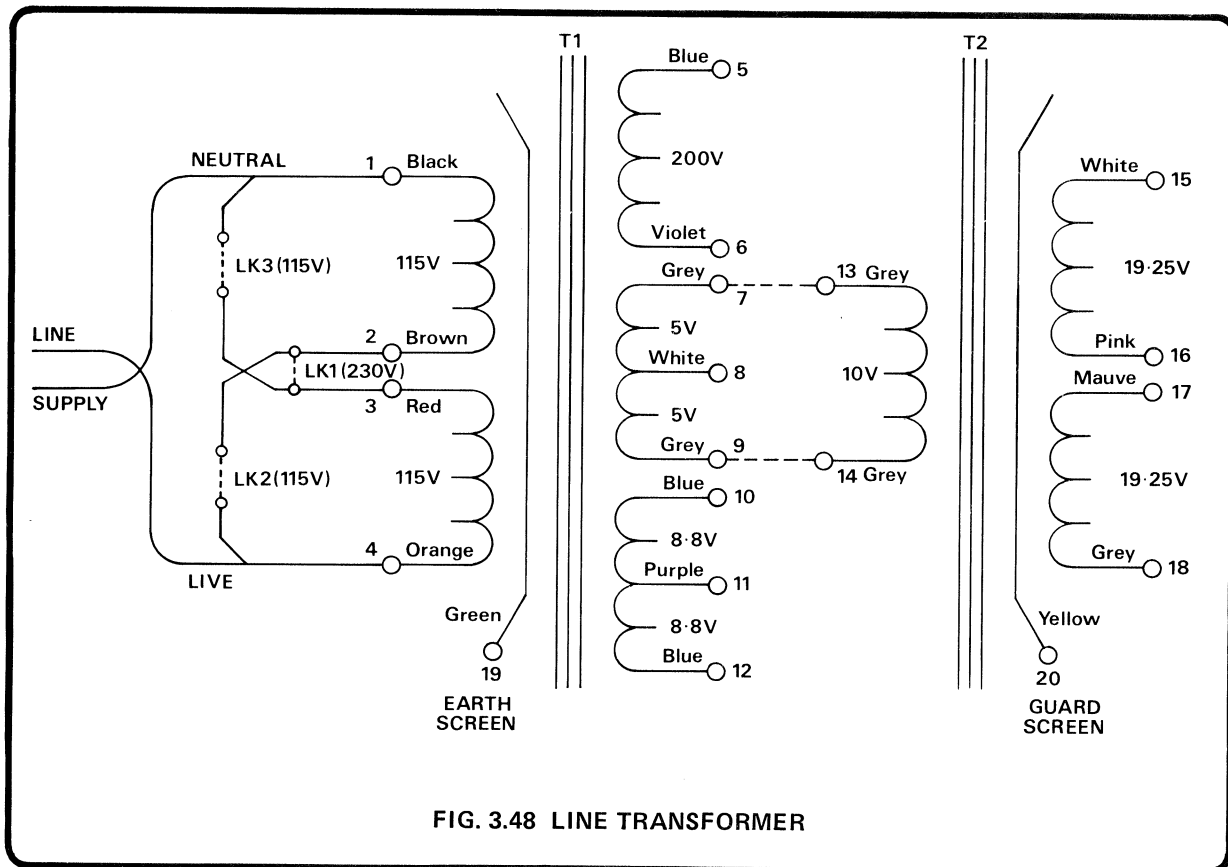 T1
T2
Blue 5
200V
Violet 6
NEUTRAL
1 Black
115V
LK3 (115V)
2 Brown
LK1 (230V)
3 Red
LINE
SUPPLY
LK2 (115V)
115V
4 Orange
LIVE
Green
19
EARTH
SCREEN
Grey 7
5V
White 8
5V
Grey 9
13 Grey
10V
14 Grey
Blue 10
8·8V
Purple 11
8·8V
Blue 12
White 15
19·25V
Pink 16
Mauve 17
19·25V
Grey 18
Yellow
20
GUARD
SCREEN
FIG. 3.48 LINE TRANSFORMER